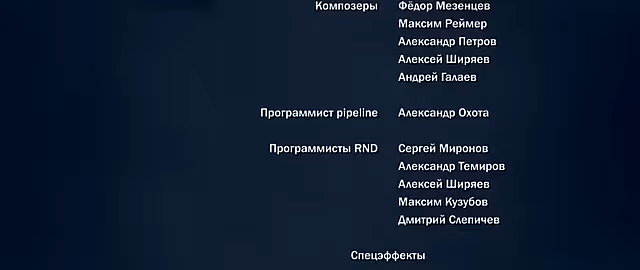 Композеры Фёдор Мезенцев
Максим Реймер
Александр Петров
Алексей Ширяев
Андрей Галаев
Программист pipeline Александр Охота
Программисты RND Сергей Миронов
Александр Темиров
Алексей Ширяев
Максим Кузубов
Дмитрий Слепичев
Спецэффекты